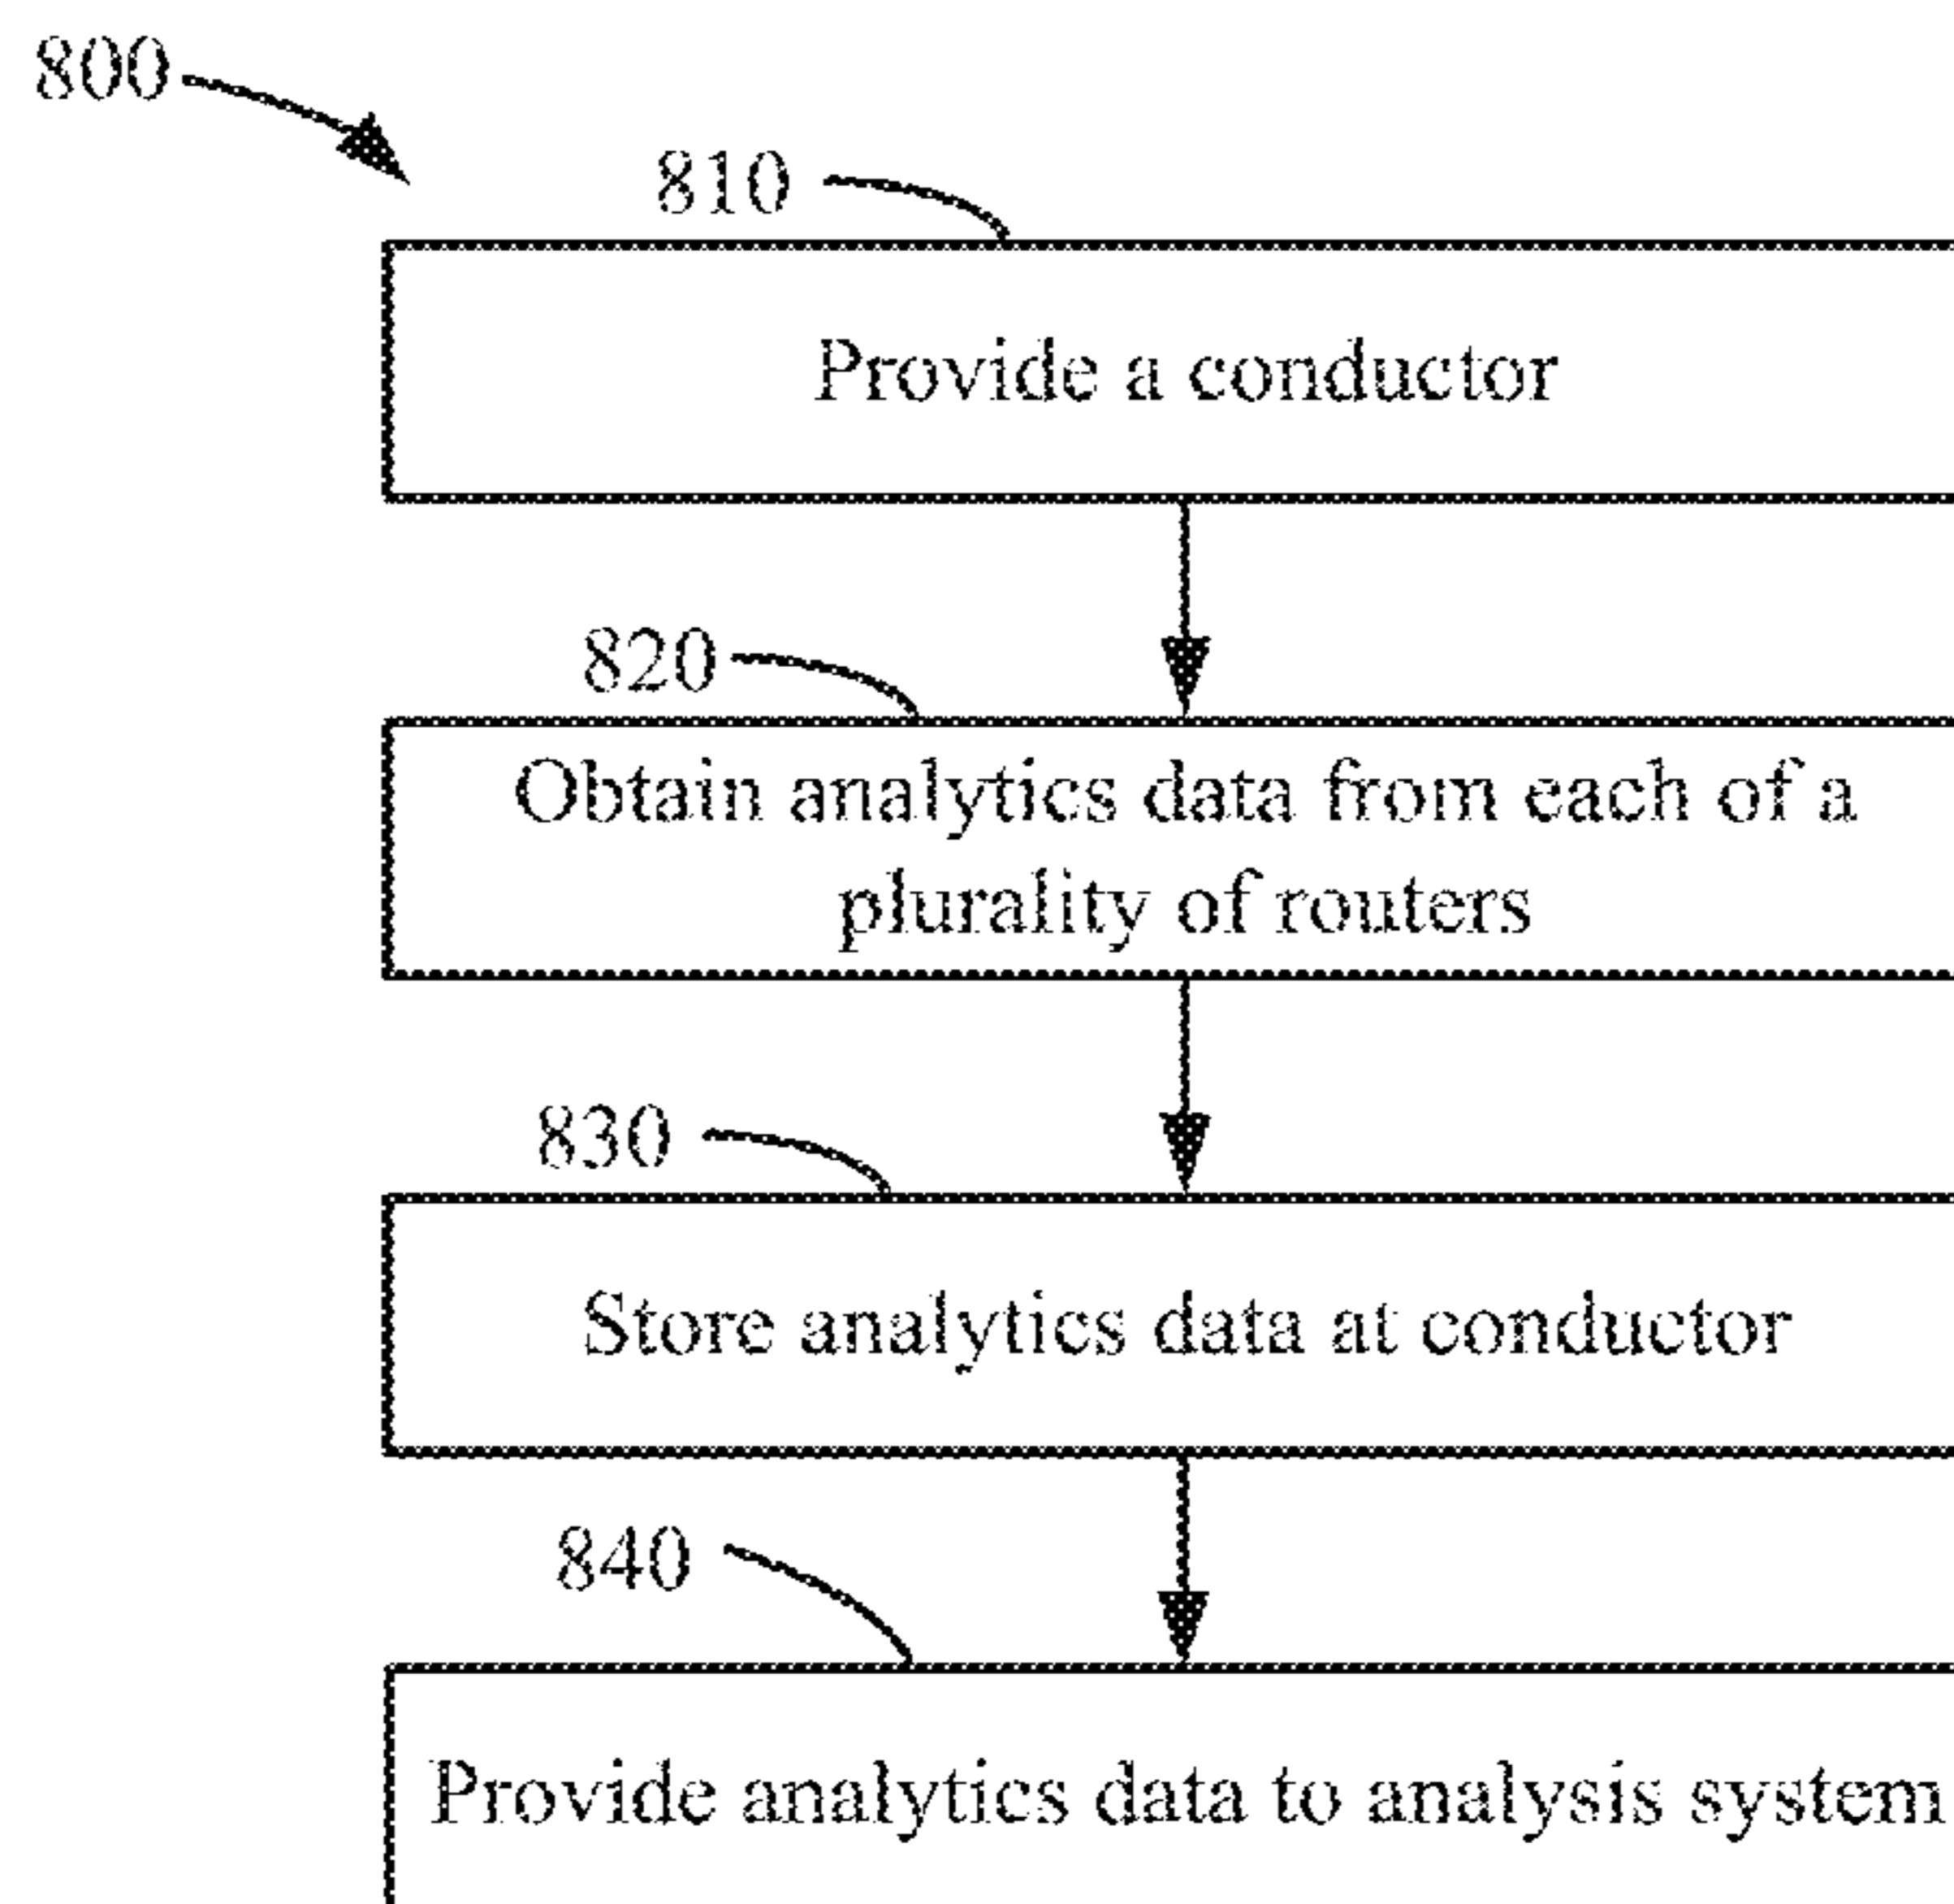 800
810
Provide a conductor
820
Obtain analytics data from each of a
plurality of routers
830
Store analytics data at conductor
840
Provide analytics data to analysis system